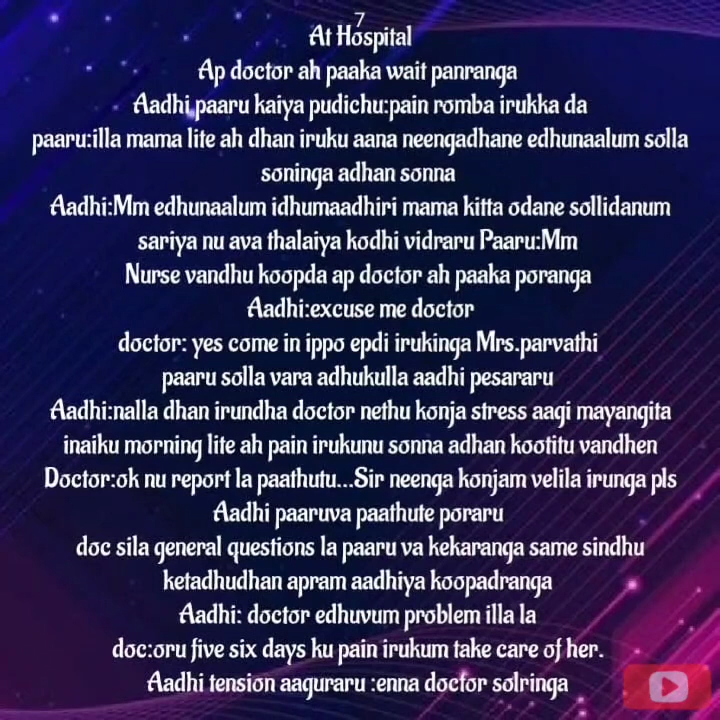 7
At Hospital
Ap doctor ah paaka wait panranga
Aadhi paaru kaiya pudichu:pain romba irukka da
paaru:illa mama lite ah dhan iruku aana neengadhane edhunaalum solla
soninga adhan sonna
Aadhi:Mm edhunaalum idhumaadhiri mama kitta odane sollidanum
sariya nu ava thalaiya kodhi vidraru Paaru:Mm
Nurse vandhu koopda ap doctor ah paaka poranga
Aadhi:excuse me doctor
doctor: yes come in ippo epdi irukinga Mrs.parvathi
paaru solla vara adhukulla aadhi pesararu
Aadhi:nalla dhan irundha doctor nethu konja stress aagi mayangita
inaiku morning lite ah pain irukunu sonna adhan kootitu vandhen
Doctor:ok nu report la paathutu...Sir neenga konjam velila irunga pls
Aadhi paaruva paathute poraru
doc sila general questions la paaru va kekaranga same sindhu
ketadhudhan apram aadhiya koopadranga
Aadhi: doctor edhuvum problem illa la
doc:oru five six days ku pain irukum take care of her.
Aadhi tension aaguraru :enna doctor solringa